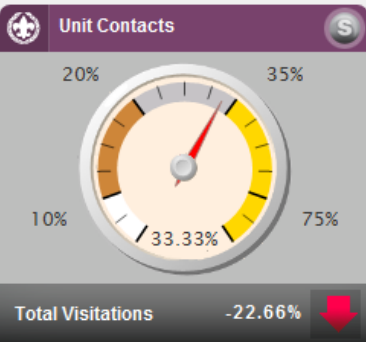 Unit Contacts S
20% 35%
10% 75%
33.33%
Total Visitations -22.66%